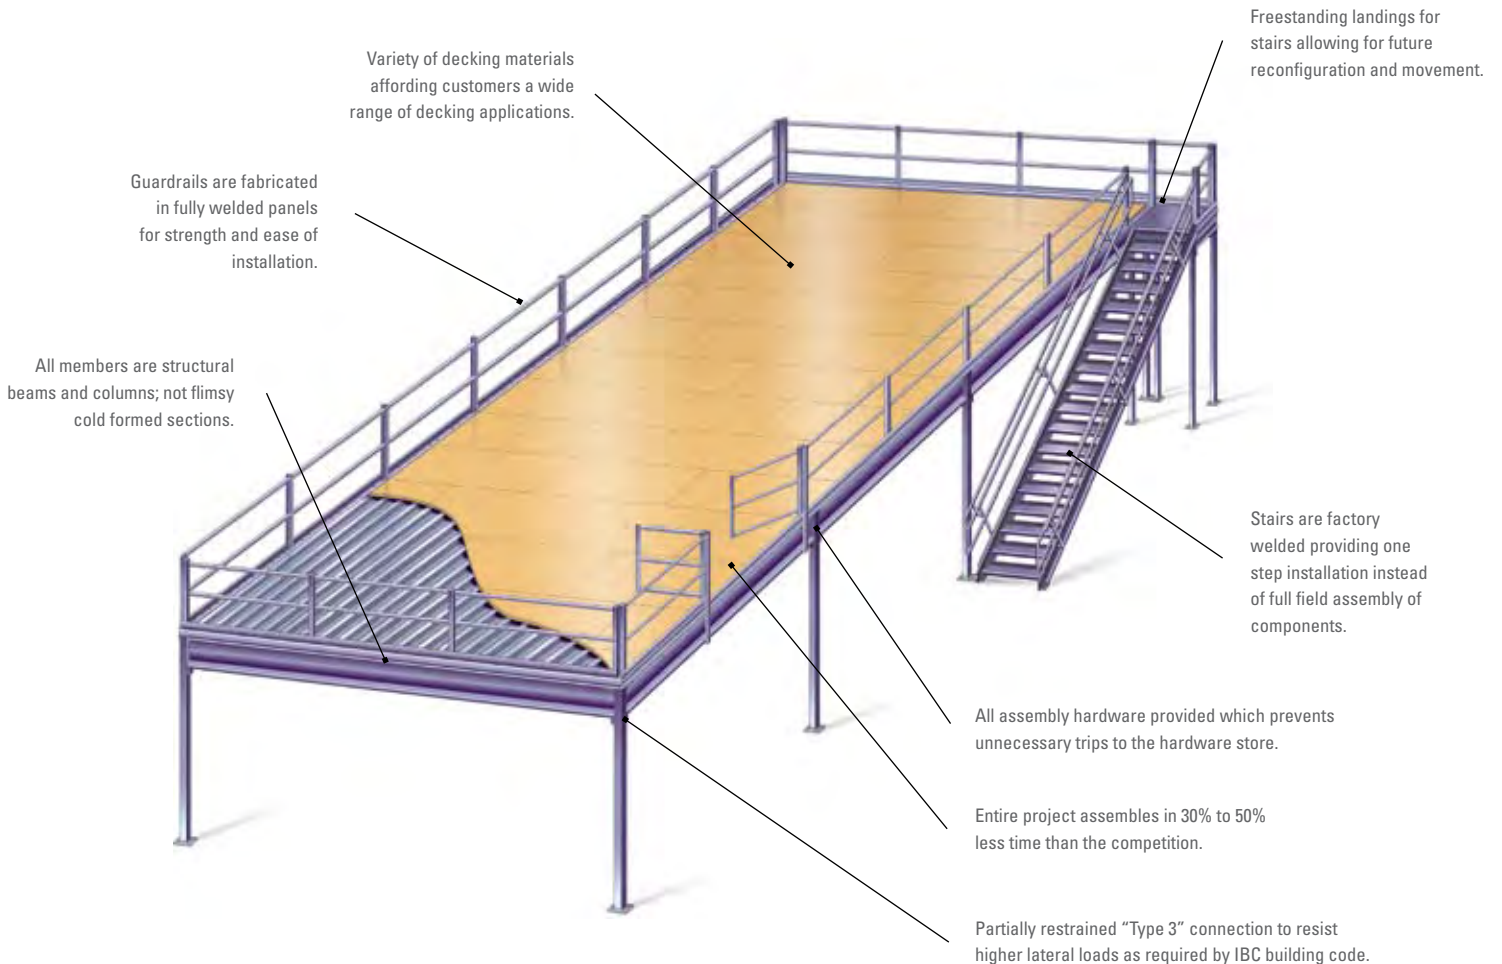 Freestanding landings for
stairs allowing for future
reconfiguration and movement.
Variety of decking materials
affording customers a wide
range of decking applications.
Guardrails are fabricated
in fully welded panels
for strength and ease of
installation.
All members are structural
beams and columns; not flimsy
cold formed sections.
Stairs are factory
welded providing one
step installation instead
of full field assembly of
components.
All assembly hardware provided which prevents
unnecessary trips to the hardware store.
Entire project assembles in 30% to 50%
less time than the competition.
Partially restrained “Type 3” connection to resist
higher lateral loads as required by IBC building code.